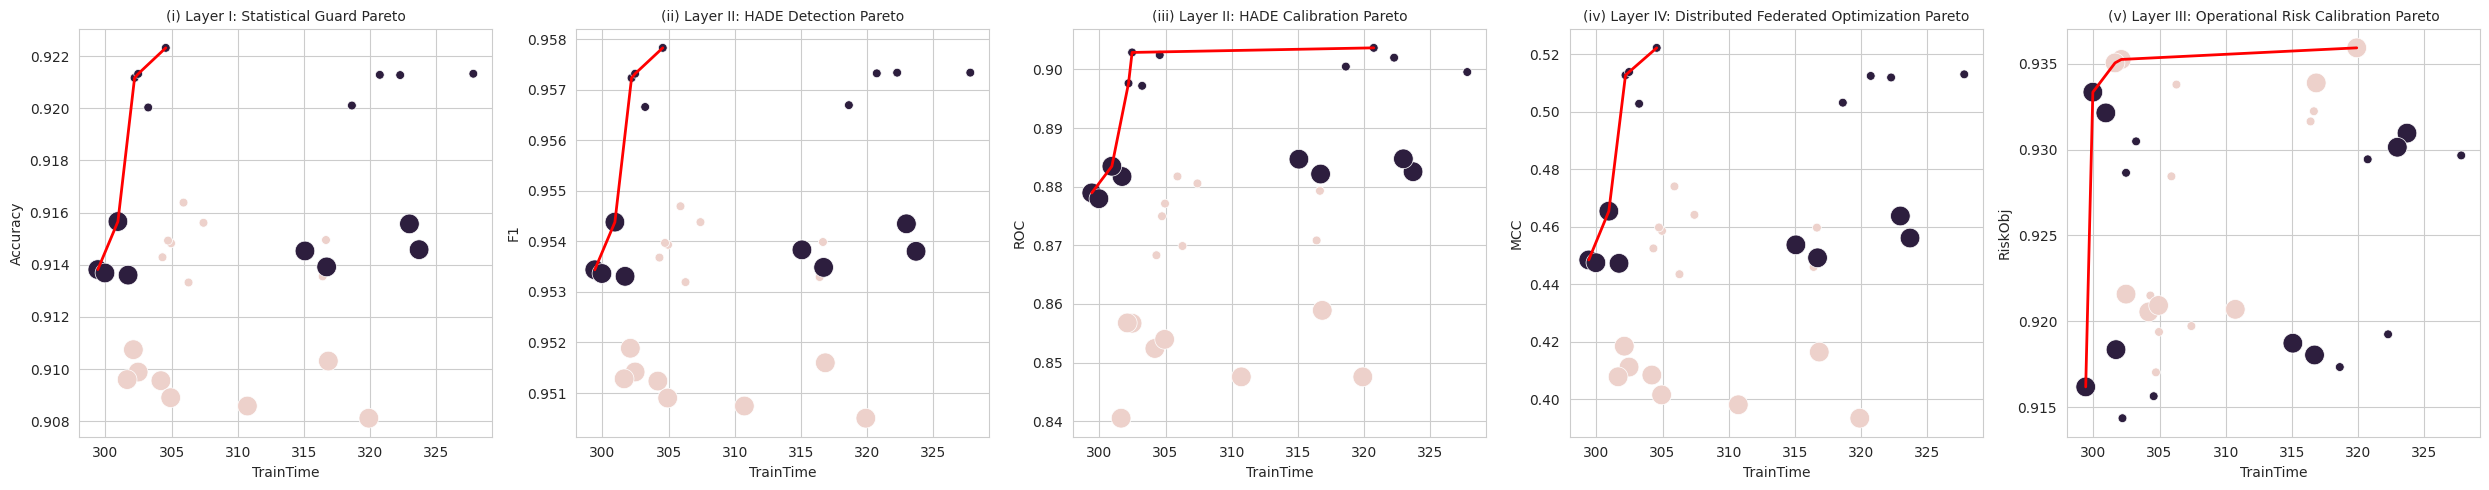 (i) Layer I: Statistical Guard Pareto
0.922
0.920
0.918
0.916
0.914
0.912
0.910
0.908
Accuracy
300 305 310 315 320 325
TrainTime
(ii) Layer II: HADE Detection Pareto
0.958
0.957
0.956
0.955
0.954
0.953
0.952
0.951
F1
300 305 310 315 320 325
TrainTime
(iii) Layer II: HADE Calibration Pareto
0.90
0.89
0.88
0.87
0.86
0.85
0.84
ROC
300 305 310 315 320 325
TrainTime
(iv) Layer IV: Distributed Federated Optimization Pareto
0.52
0.50
0.48
0.46
0.44
0.42
0.40
MCC
300 305 310 315 320 325
TrainTime
(v) Layer III: Operational Risk Calibration Pareto
0.935
0.930
0.925
0.920
0.915
RiskObj
300 305 310 315 320 325
TrainTime